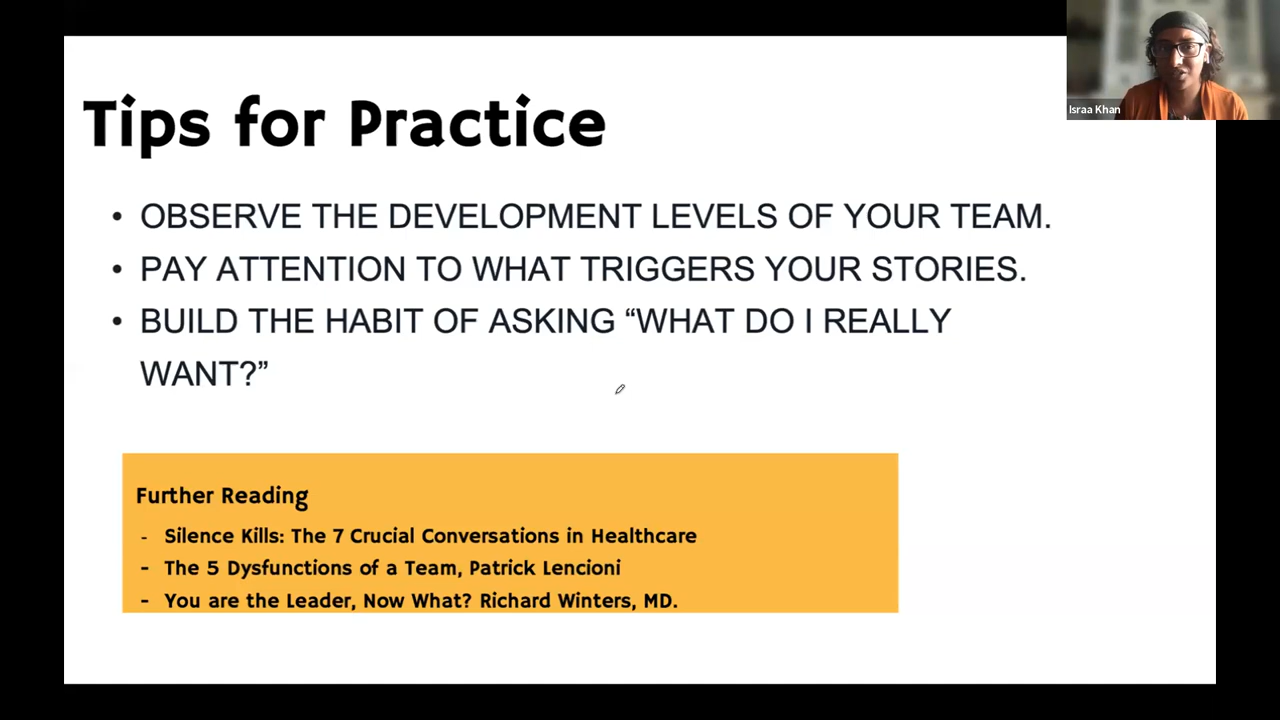 Tips for Practice
• OBSERVE THE DEVELOPMENT LEVELS OF YOUR TEAM.
• PAY ATTENTION TO WHAT TRIGGERS YOUR STORIES.
• BUILD THE HABIT OF ASKING “WHAT DO I REALLY
WANT?”
Further Reading
- Silence Kills: The 7 Crucial Conversations in Healthcare
- The 5 Dysfunctions of a Team, Patrick Lencioni
- You are the Leader, Now What? Richard Winters, MD.
Israa Khan